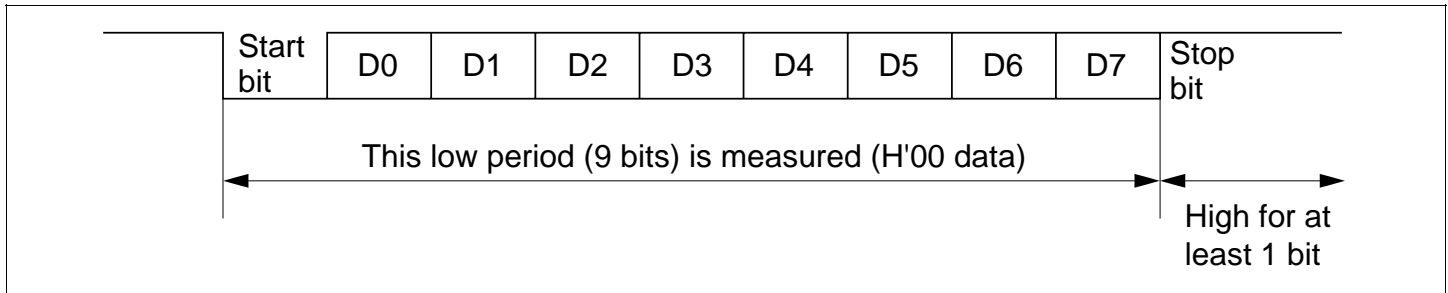 Start
bit
D0
D1
D2
D3
D4
D5
D6
D7
Stop
bit
This low period (9 bits) is measured (H'00 data)
High for at
least 1 bit